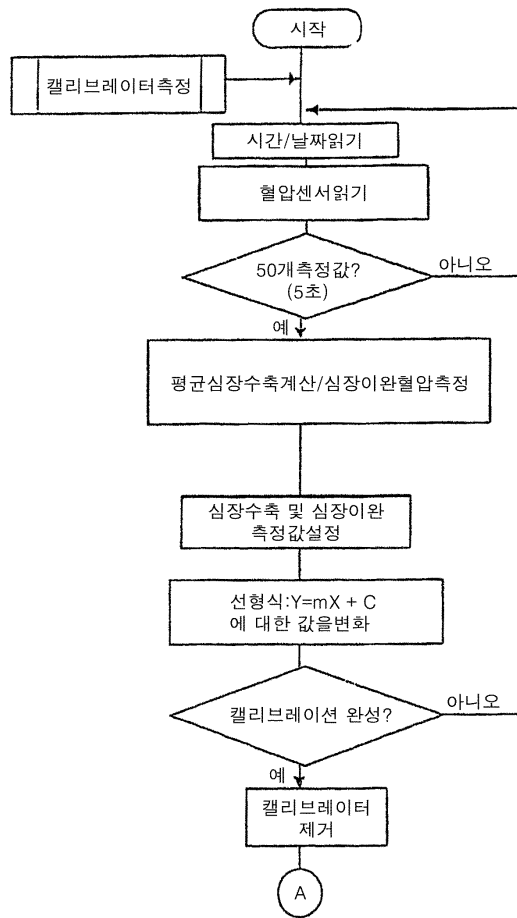 시작
캘리브레이터측정
시간/날짜읽기
혈압센서읽기
50개측정값?
(5초)
아니오
예
평균심장수축계산/심장이완혈압측정
심장수축 및 심장이완
측정값설정
선형식:Y=mX + C
에 대한 값을변화
캘리브레이션 완성?
아니오
예
캘리브레이터
제거
A